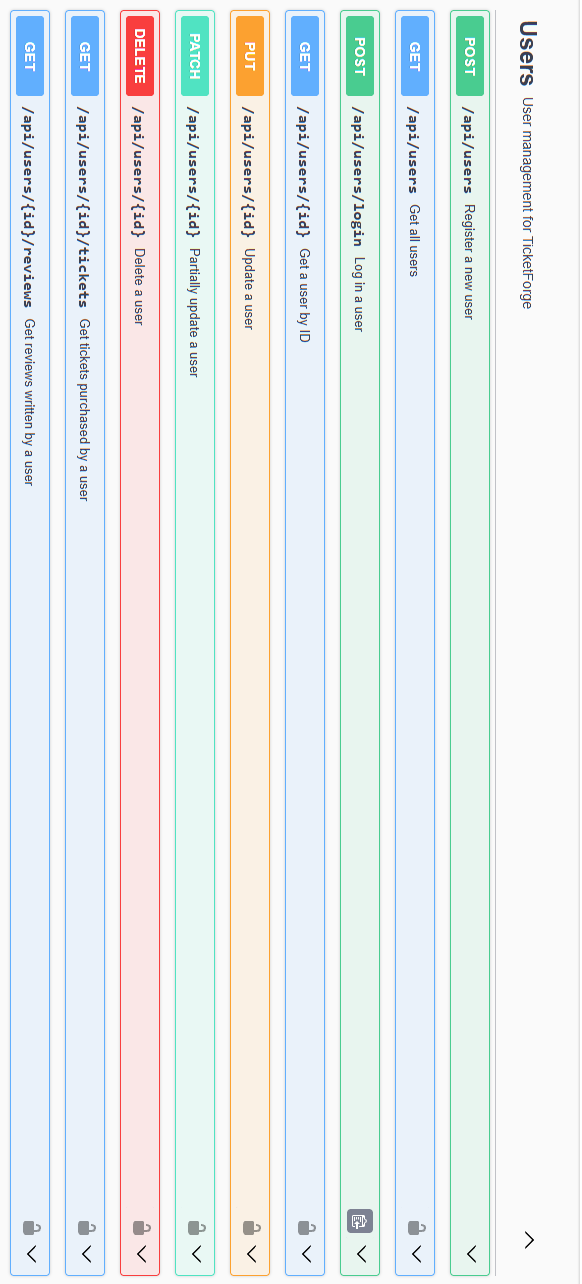 Users User management for TicketForge
POST /api/users Register a new user
GET /api/users Get all users
POST /api/users/login Log in a user
GET /api/users/{id} Get a user by ID
PUT /api/users/{id} Update a user
PATCH /api/users/{id} Partially update a user
DELETE /api/users/{id} Delete a user
GET /api/users/{id}/tickets Get tickets purchased by a user
GET /api/users/{id}/reviews Get reviews written by a user